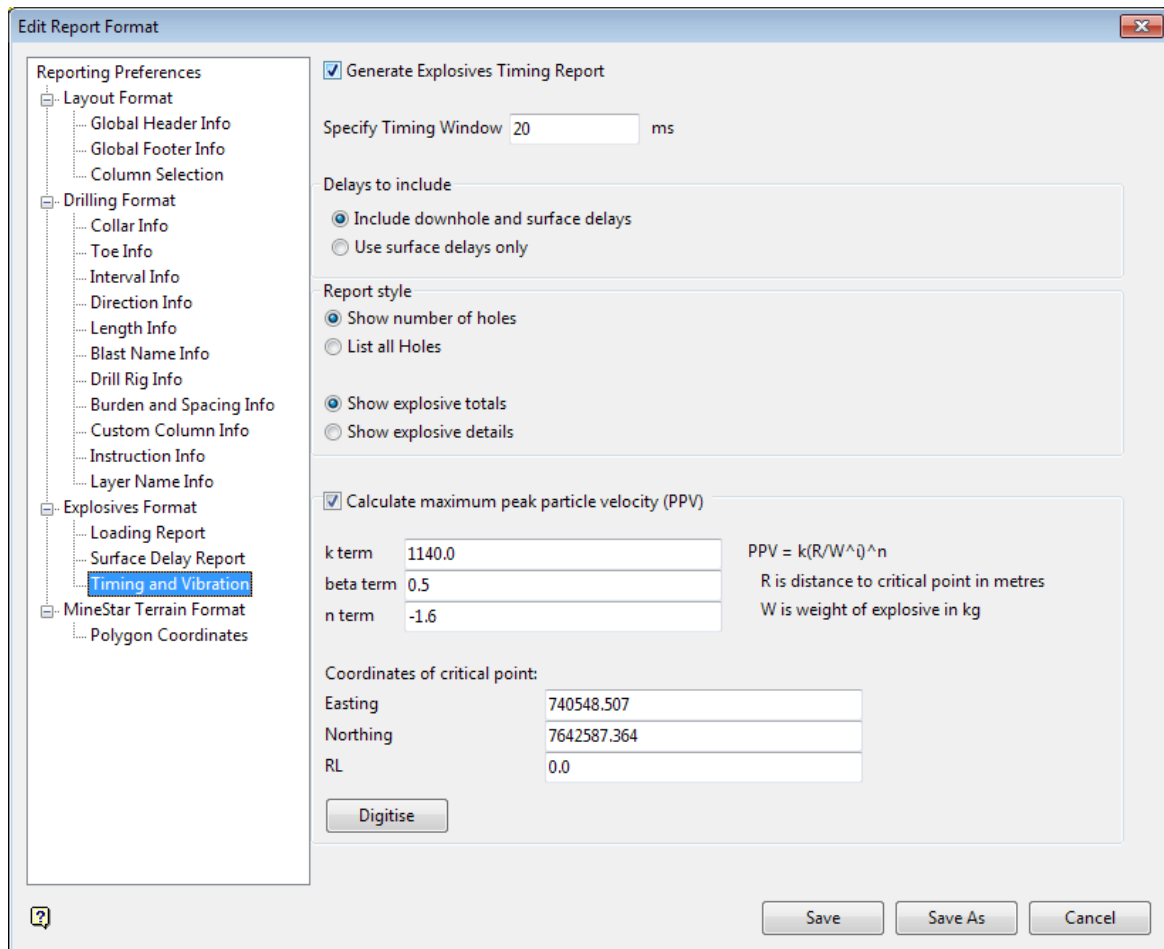 Edit Report Format
Reporting Preferences
Layout Format
Global Header Info
Global Footer Info
Column Selection
Drilling Format
Collar Info
Toe Info
Interval Info
Direction Info
Length Info
Blast Name Info
Drill Rig Info
Burden and Spacing Info
Custom Column Info
Instruction Info
Layer Name Info
Explosives Format
Loading Report
Surface Delay Report
Timing and Vibration
MineStar Terrain Format
Polygon Coordinates
Generate Explosives Timing Report
Specify Timing Window 20 ms
Delays to include
Include downhole and surface delays
Use surface delays only
Report style
Show number of holes
List all Holes
Show explosive totals
Show explosive details
Calculate maximum peak particle velocity (PPV)
k term 1140.0 PPV = k(R/W^i)^n
beta term 0.5 R is distance to critical point in metres
n term -1.6 W is weight of explosive in kg
Coordinates of critical point:
Easting 740548.507
Northing 7642587.364
RL 0.0
Digitise
? Save Save As Cancel